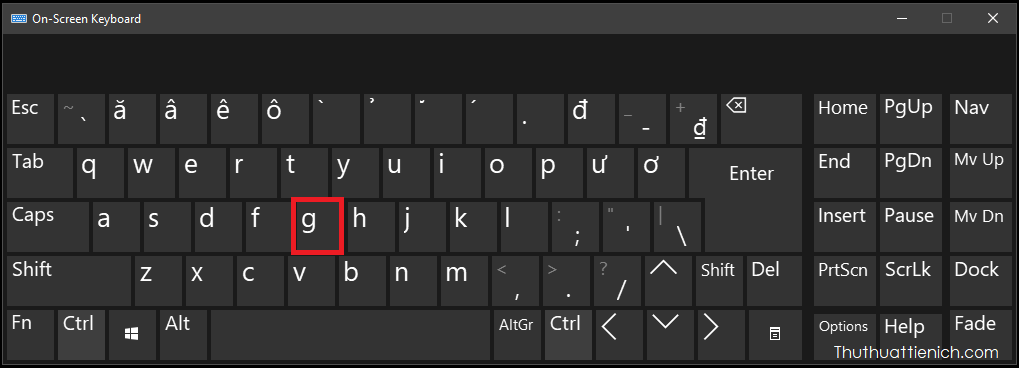 On-Screen Keyboard
Esc ~ ` ă â ê ô ̀ ̉ ̃ ́ . đ _ - + ₫ Home PgUp Nav
Tab q w e r t y u i o p ư ơ Enter End PgDn Mv Up
Caps a s d f g h j k l : ; " ' | \ Insert Pause Mv Dn
Shift z x c v b n m < , > . ? / Shift Del PrtScn ScrLk Dock
Fn Ctrl Alt AltGr Ctrl Options Help Fade
Thuthuattienich.com